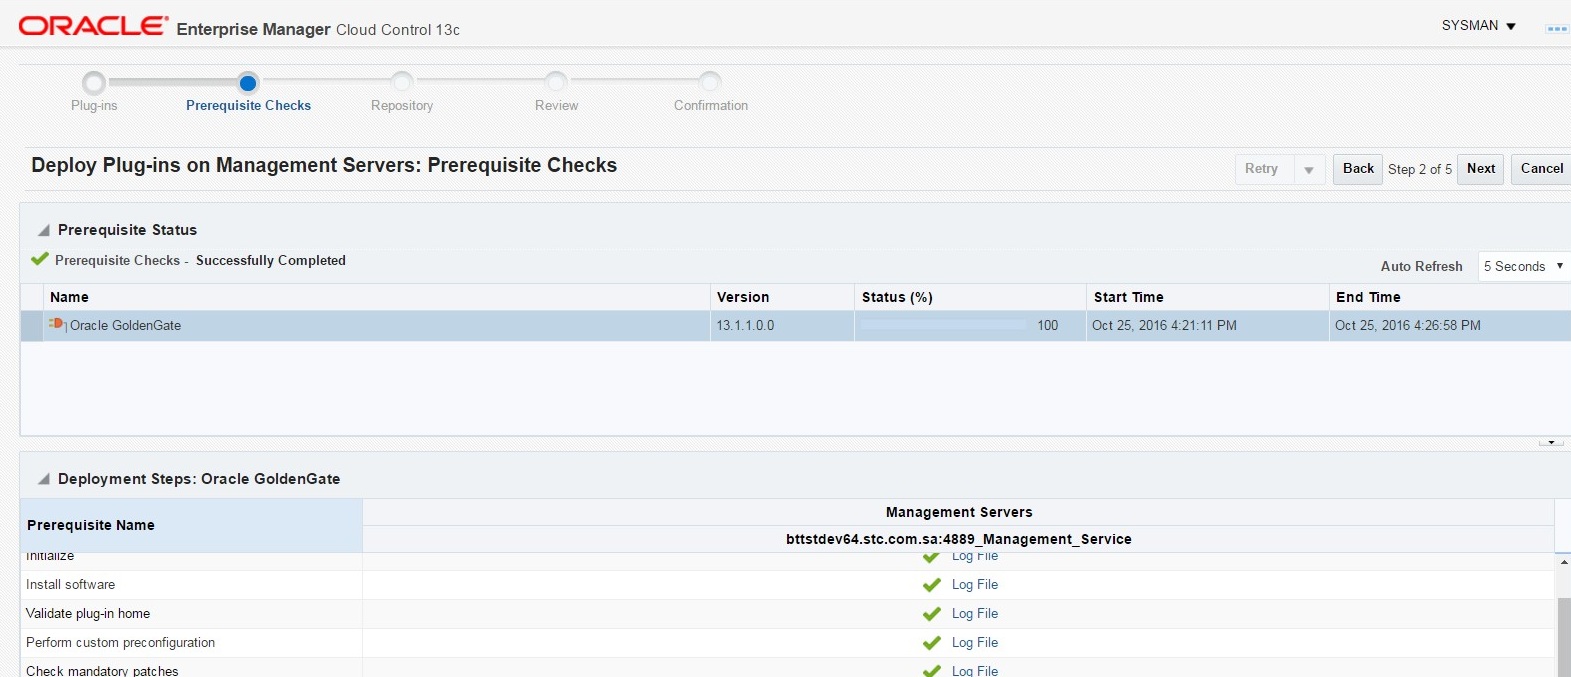 ORACLE Enterprise Manager Cloud Control 13c
SYSMAN
Plug-ins Prerequisite Checks Repository Review Confirmation
Deploy Plug-ins on Management Servers: Prerequisite Checks
Retry Back Step 2 of 5 Next Cancel
Prerequisite Status
Prerequisite Checks - Successfully Completed
Auto Refresh 5 Seconds
Name Version Status (%) Start Time End Time
Oracle GoldenGate 13.1.1.0.0 100 Oct 25, 2016 4:21:11 PM Oct 25, 2016 4:26:58 PM
Deployment Steps: Oracle GoldenGate
Management Servers
Prerequisite Name
bttstdev64.stc.com.sa:4889_Management_Service
Initialize Log File
Install software Log File
Validate plug-in home Log File
Perform custom preconfiguration Log File
Check mandatory patches Log File